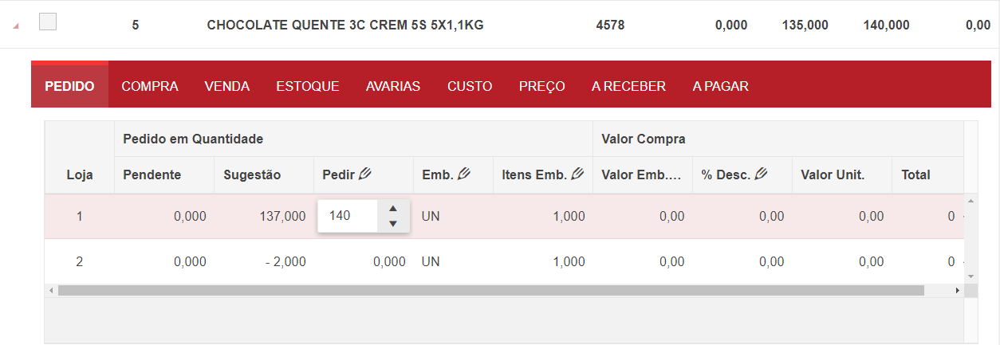 5 CHOCOLATE QUENTE 3C CREM 5S 5X1,1KG 4578 0,000 135,000 140,000 0,00
PEDIDO COMPRA VENDA ESTOQUE AVARIAS CUSTO PREÇO A RECEBER A PAGAR
Pedido em Quantidade Valor Compra
Loja Pendente Sugestão Pedir Emb. Itens Emb. Valor Emb.... % Desc. Valor Unit. Total
1 0,000 137,000 140 UN 1,000 0,00 0,00 0,00 0
2 0,000 - 2,000 0,000 UN 1,000 0,00 0,00 0,00 0